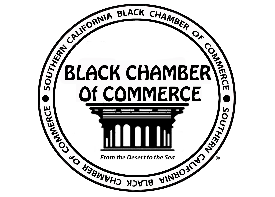 SOUTHERN CALIFORNIA BLACK CHAMBER OF COMMERCE
BLACK CHAMBER
Of COMMERCE
From the Desert to the Sea
SOUTHERN CALIFORNIA BLACK CHAMBER OF COMMERCE